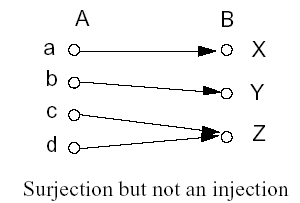 A B
a X
b Y
c Z
d
Surjection but not an injection